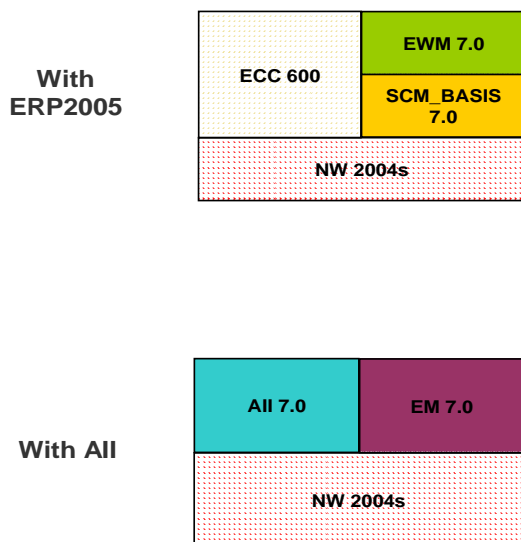 With
ERP2005
ECC 600
EWM 7.0
SCM_BASIS
7.0
NW 2004s
With AII
AII 7.0
EM 7.0
NW 2004s